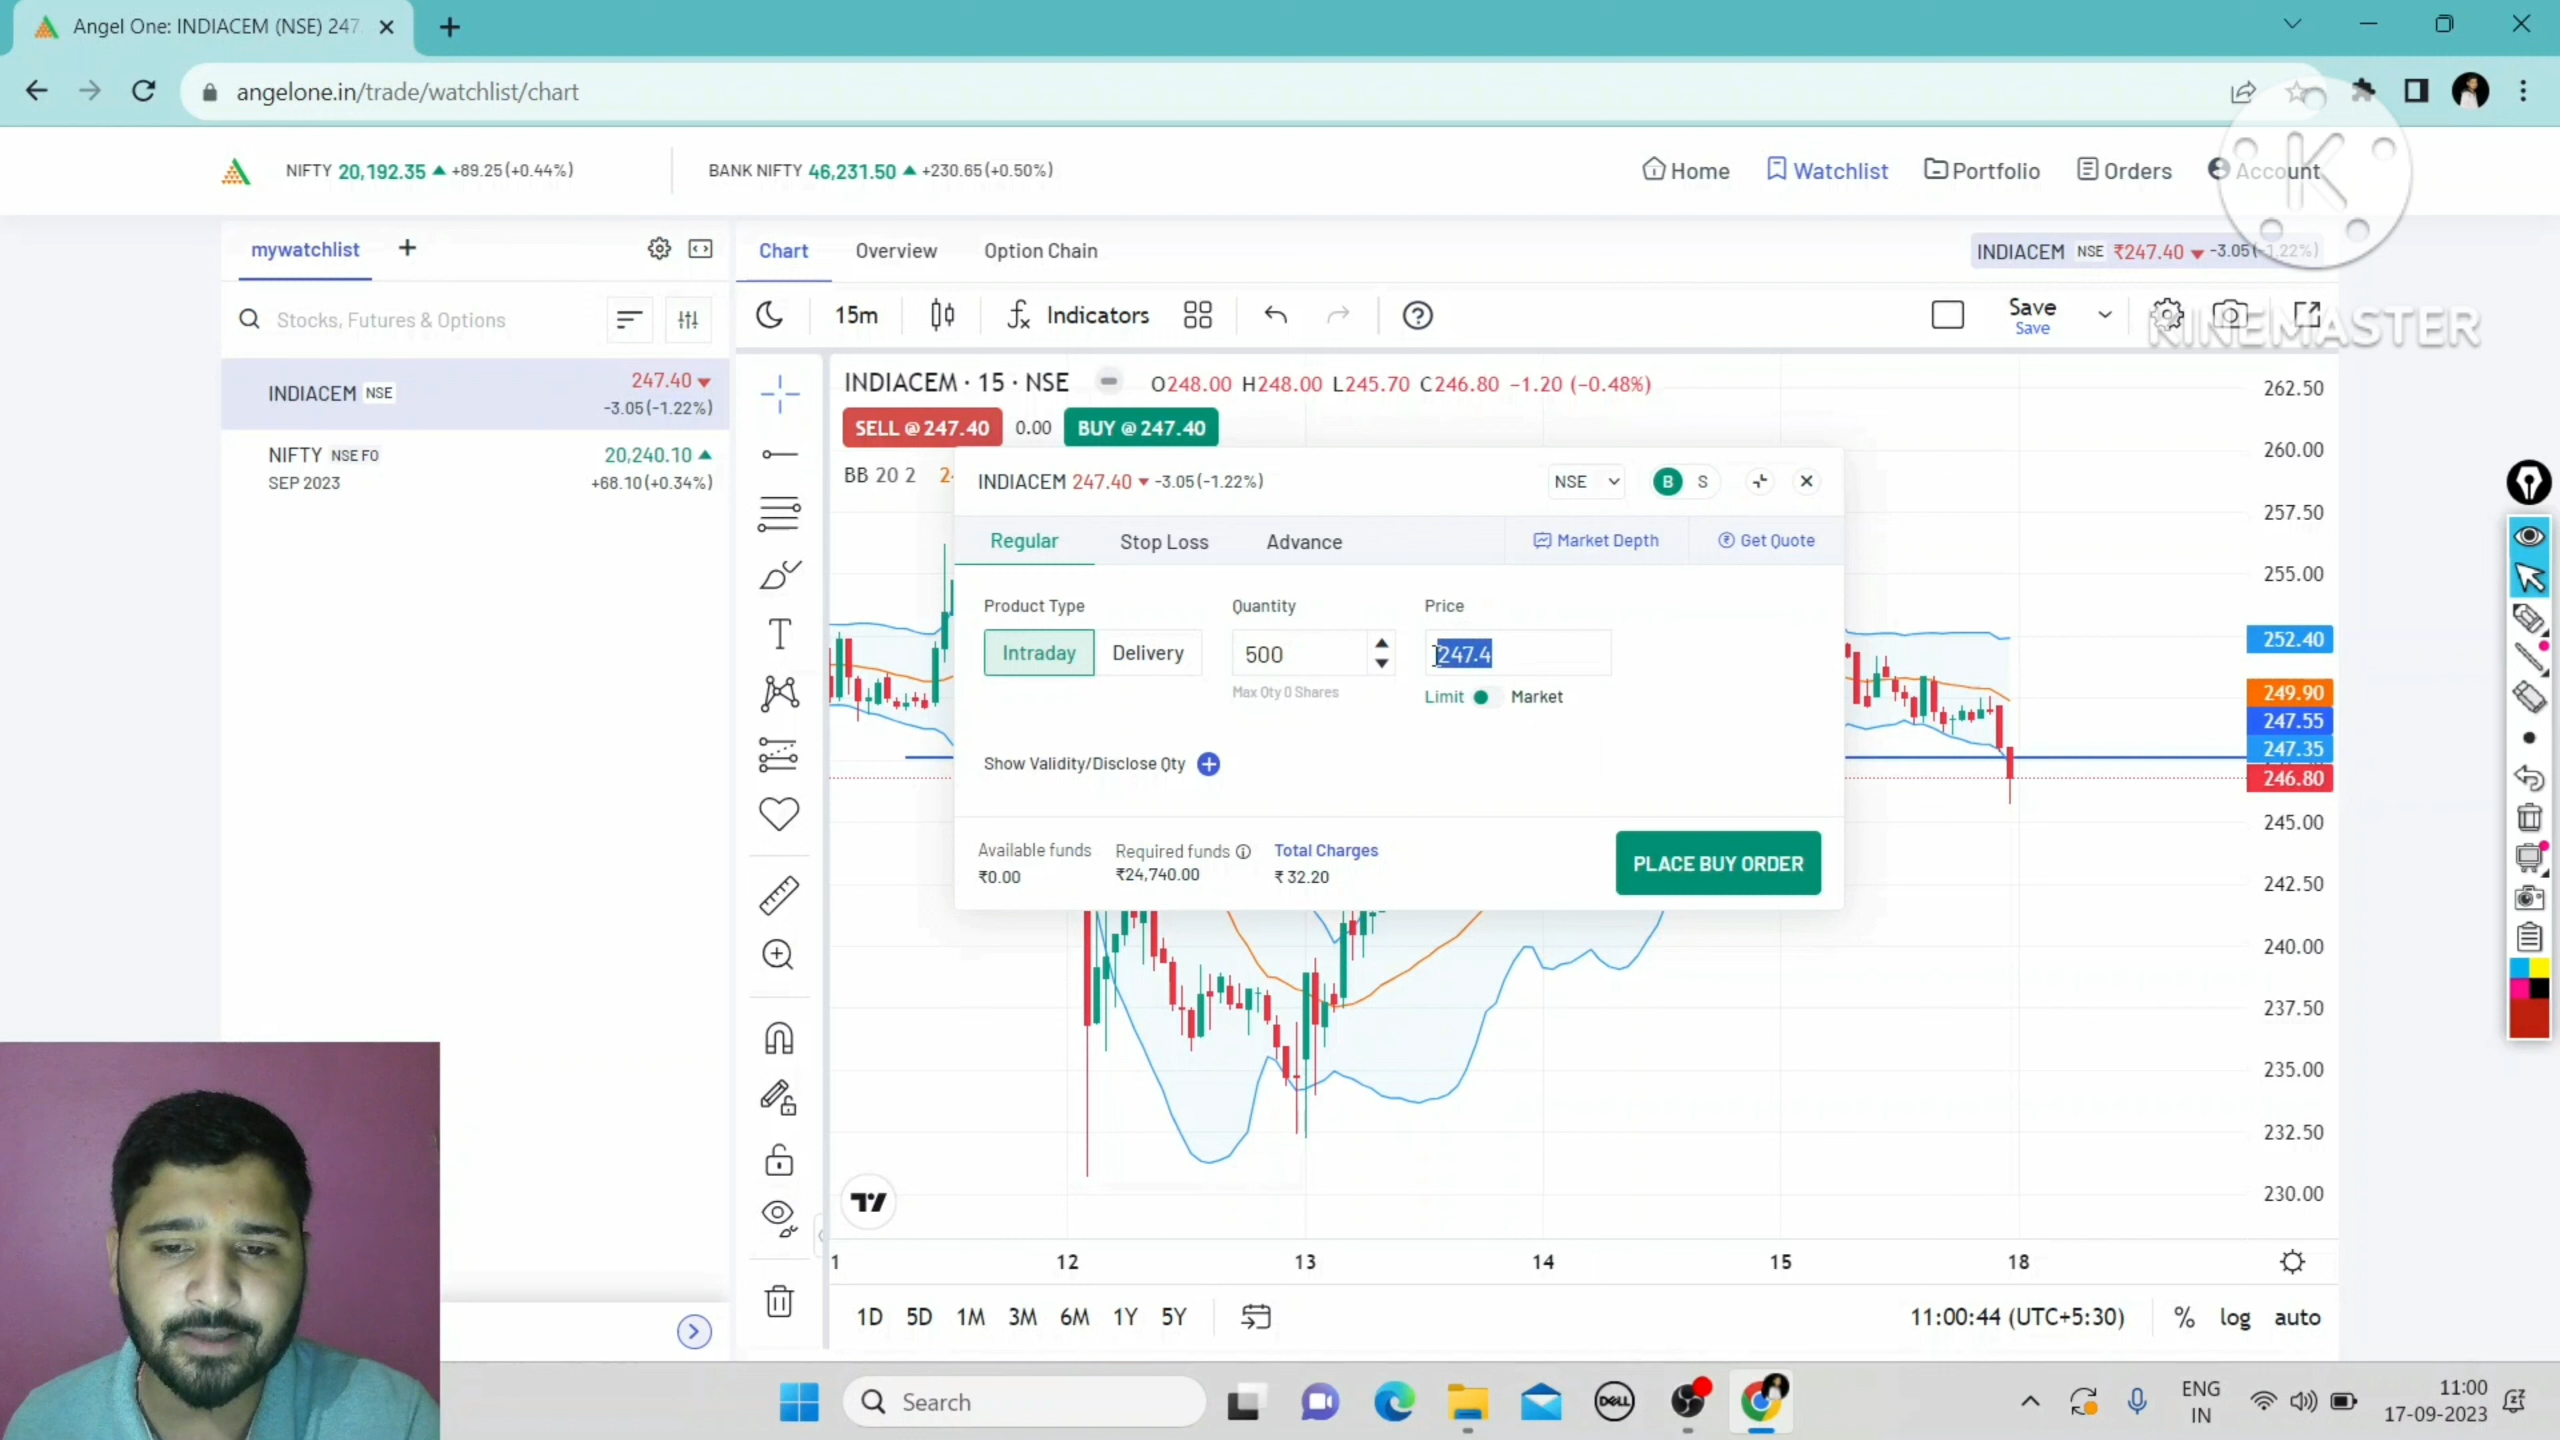 Angel One: INDIACEM (NSE) 247
angelone.in/trade/watchlist/chart
NIFTY 20,192.35 +89.25(+0.44%)
BANK NIFTY 46,231.50 +230.65(+0.50%)
Home Watchlist Portfolio Orders Account
K
mywatchlist
Chart Overview Option Chain
INDIACEM NSE ₹247.40 -3.05(-1.22%)
Stocks, Futures & Options
15m Indicators
Save
Save
KINEMASTER
INDIACEM NSE 247.40
-3.05(-1.22%)
NIFTY NSE FO 20,240.10
SEP 2023 +68.10(+0.34%)
INDIACEM · 15 · NSE O248.00 H248.00 L245.70 C246.80 −1.20 (−0.48%)
SELL @ 247.40 0.00 BUY @ 247.40
BB 20 2
INDIACEM 247.40 -3.05(-1.22%) NSE B S
Regular Stop Loss Advance Market Depth Get Quote
Product Type Quantity Price
Intraday Delivery 500 247.4
Max Qty 0 Shares Limit Market
Show Validity/Disclose Qty
Available funds Required funds Total Charges
₹0.00 ₹24,740.00 ₹ 32.20
PLACE BUY ORDER
262.50
260.00
257.50
255.00
252.40
249.90
247.55
247.35
246.80
245.00
242.50
240.00
237.50
235.00
232.50
230.00
1 12 13 14 15 18
1D 5D 1M 3M 6M 1Y 5Y 11:00:44 (UTC+5:30) % log auto
Search
DELL
ENG
IN
11:00
17-09-2023